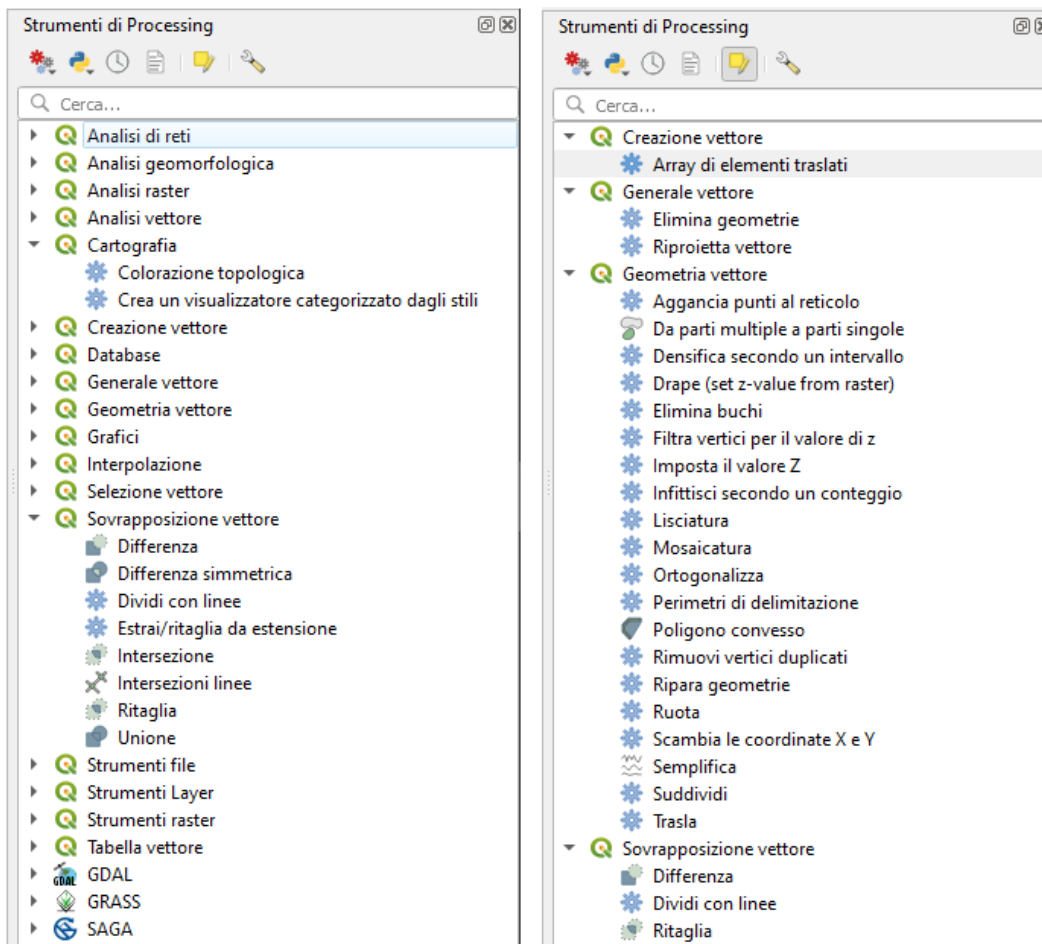 Strumenti di Processing
Cerca...
Analisi di reti
Analisi geomorfologica
Analisi raster
Analisi vettore
Cartografia
Colorazione topologica
Crea un visualizzatore categorizzato dagli stili
Creazione vettore
Database
Generale vettore
Geometria vettore
Grafici
Interpolazione
Selezione vettore
Sovrapposizione vettore
Differenza
Differenza simmetrica
Dividi con linee
Estrai/ritaglia da estensione
Intersezione
Intersezioni linee
Ritaglia
Unione
Strumenti file
Strumenti Layer
Strumenti raster
Tabella vettore
GDAL GDAL
GRASS
SAGA
Strumenti di Processing
Cerca...
Creazione vettore
Array di elementi traslati
Generale vettore
Elimina geometrie
Riproietta vettore
Geometria vettore
Aggancia punti al reticolo
Da parti multiple a parti singole
Densifica secondo un intervallo
Drape (set z-value from raster)
Elimina buchi
Filtra vertici per il valore di z
Imposta il valore Z
Infittisci secondo un conteggio
Lisciatura
Mosaicatura
Ortogonalizza
Perimetri di delimitazione
Poligono convesso
Rimuovi vertici duplicati
Ripara geometrie
Ruota
Scambia le coordinate X e Y
Semplifica
Suddividi
Trasla
Sovrapposizione vettore
Differenza
Dividi con linee
Ritaglia